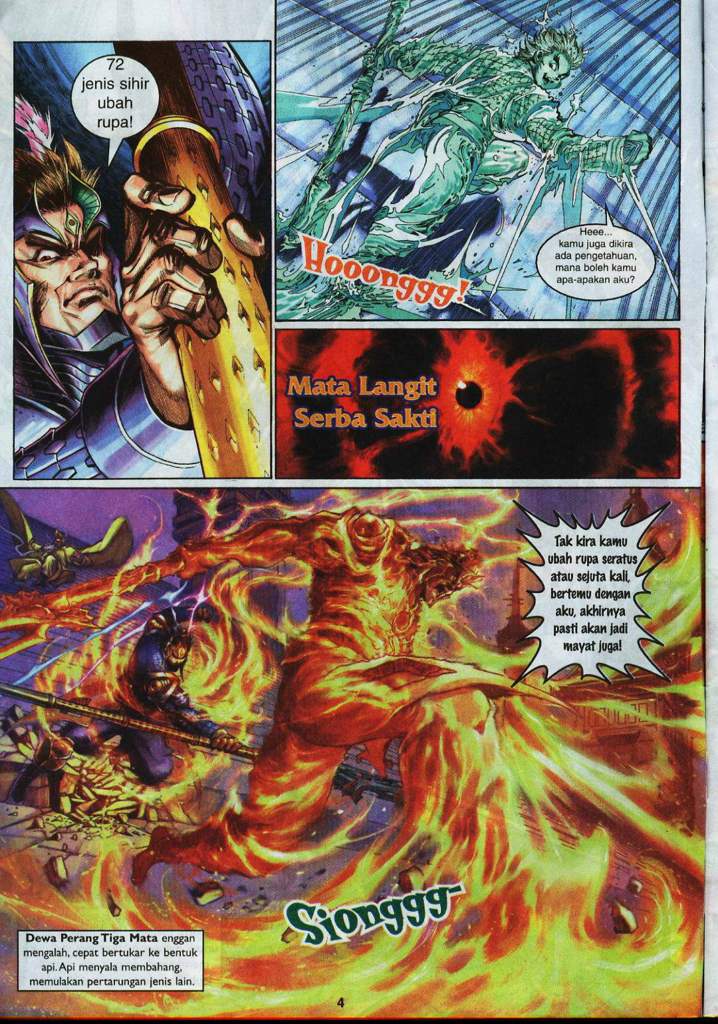 72
jenis sihir
ubah
rupa!
Heee...
kamu juga dikira
ada pengetahuan,
mana boleh kamu
apa-apakan aku?
Hooonggg!
Mata Langit
Serba Sakti
Tak kira kamu
ubah rupa seratus
atau sejuta kali,
bertemu dengan
aku, akhirnya
pasti akan jadi
mayat juga!
Sionggg-
Dewa Perang Tiga Mata enggan
mengalah, cepat bertukar ke bentuk
api. Api menyala membahang,
memulakan pertarungan jenis lain.
4